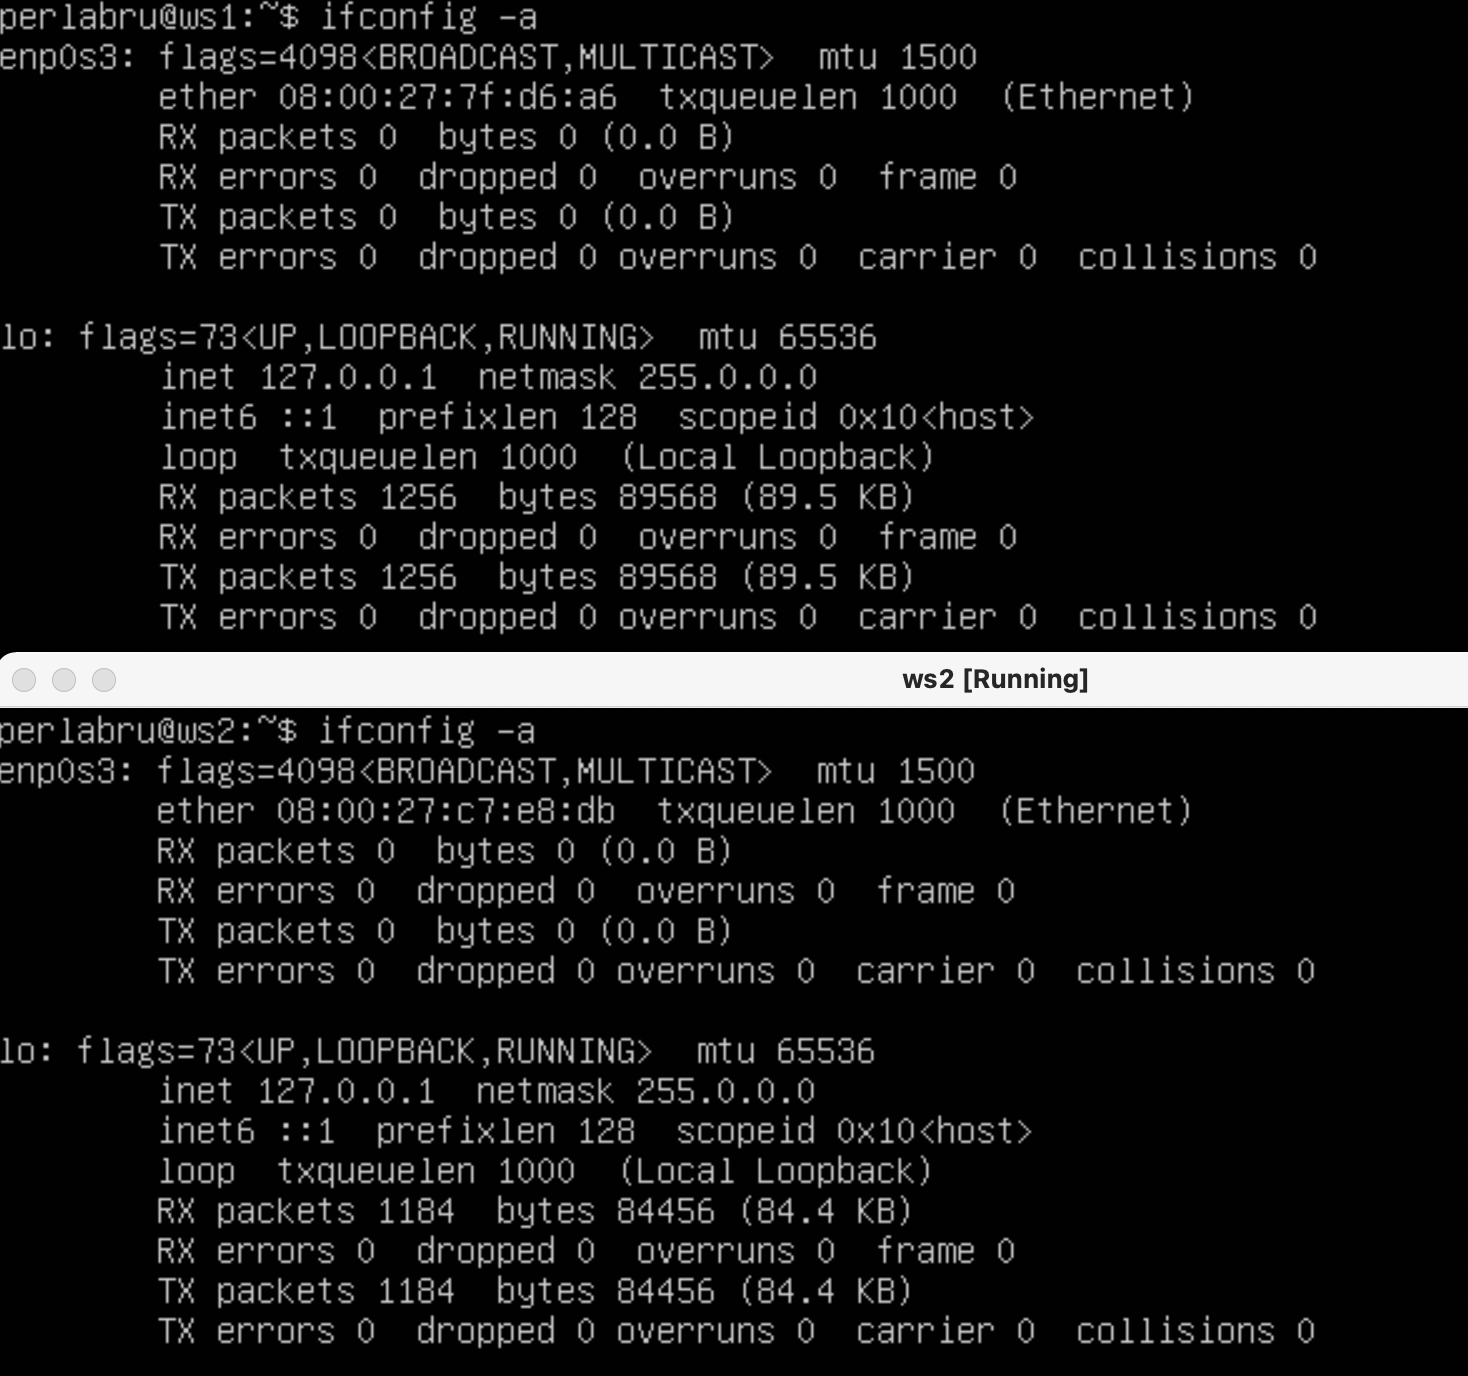 perlabru@ws1:~$ ifconfig -a
enp0s3: flags=4098<BROADCAST,MULTICAST>  mtu 1500
        ether 08:00:27:7f:d6:a6  txqueuelen 1000  (Ethernet)
        RX packets 0  bytes 0 (0.0 B)
        RX errors 0  dropped 0  overruns 0  frame 0
        TX packets 0  bytes 0 (0.0 B)
        TX errors 0  dropped 0 overruns 0  carrier 0  collisions 0

lo: flags=73<UP,LOOPBACK,RUNNING>  mtu 65536
        inet 127.0.0.1  netmask 255.0.0.0
        inet6 ::1  prefixlen 128  scopeid 0x10<host>
        loop  txqueuelen 1000  (Local Loopback)
        RX packets 1256  bytes 89568 (89.5 KB)
        RX errors 0  dropped 0  overruns 0  frame 0
        TX packets 1256  bytes 89568 (89.5 KB)
        TX errors 0  dropped 0 overruns 0  carrier 0  collisions 0
ws2 [Running]
perlabru@ws2:~$ ifconfig -a
enp0s3: flags=4098<BROADCAST,MULTICAST>  mtu 1500
        ether 08:00:27:c7:e8:db  txqueuelen 1000  (Ethernet)
        RX packets 0  bytes 0 (0.0 B)
        RX errors 0  dropped 0  overruns 0  frame 0
        TX packets 0  bytes 0 (0.0 B)
        TX errors 0  dropped 0 overruns 0  carrier 0  collisions 0

lo: flags=73<UP,LOOPBACK,RUNNING>  mtu 65536
        inet 127.0.0.1  netmask 255.0.0.0
        inet6 ::1  prefixlen 128  scopeid 0x10<host>
        loop  txqueuelen 1000  (Local Loopback)
        RX packets 1184  bytes 84456 (84.4 KB)
        RX errors 0  dropped 0  overruns 0  frame 0
        TX packets 1184  bytes 84456 (84.4 KB)
        TX errors 0  dropped 0 overruns 0  carrier 0  collisions 0